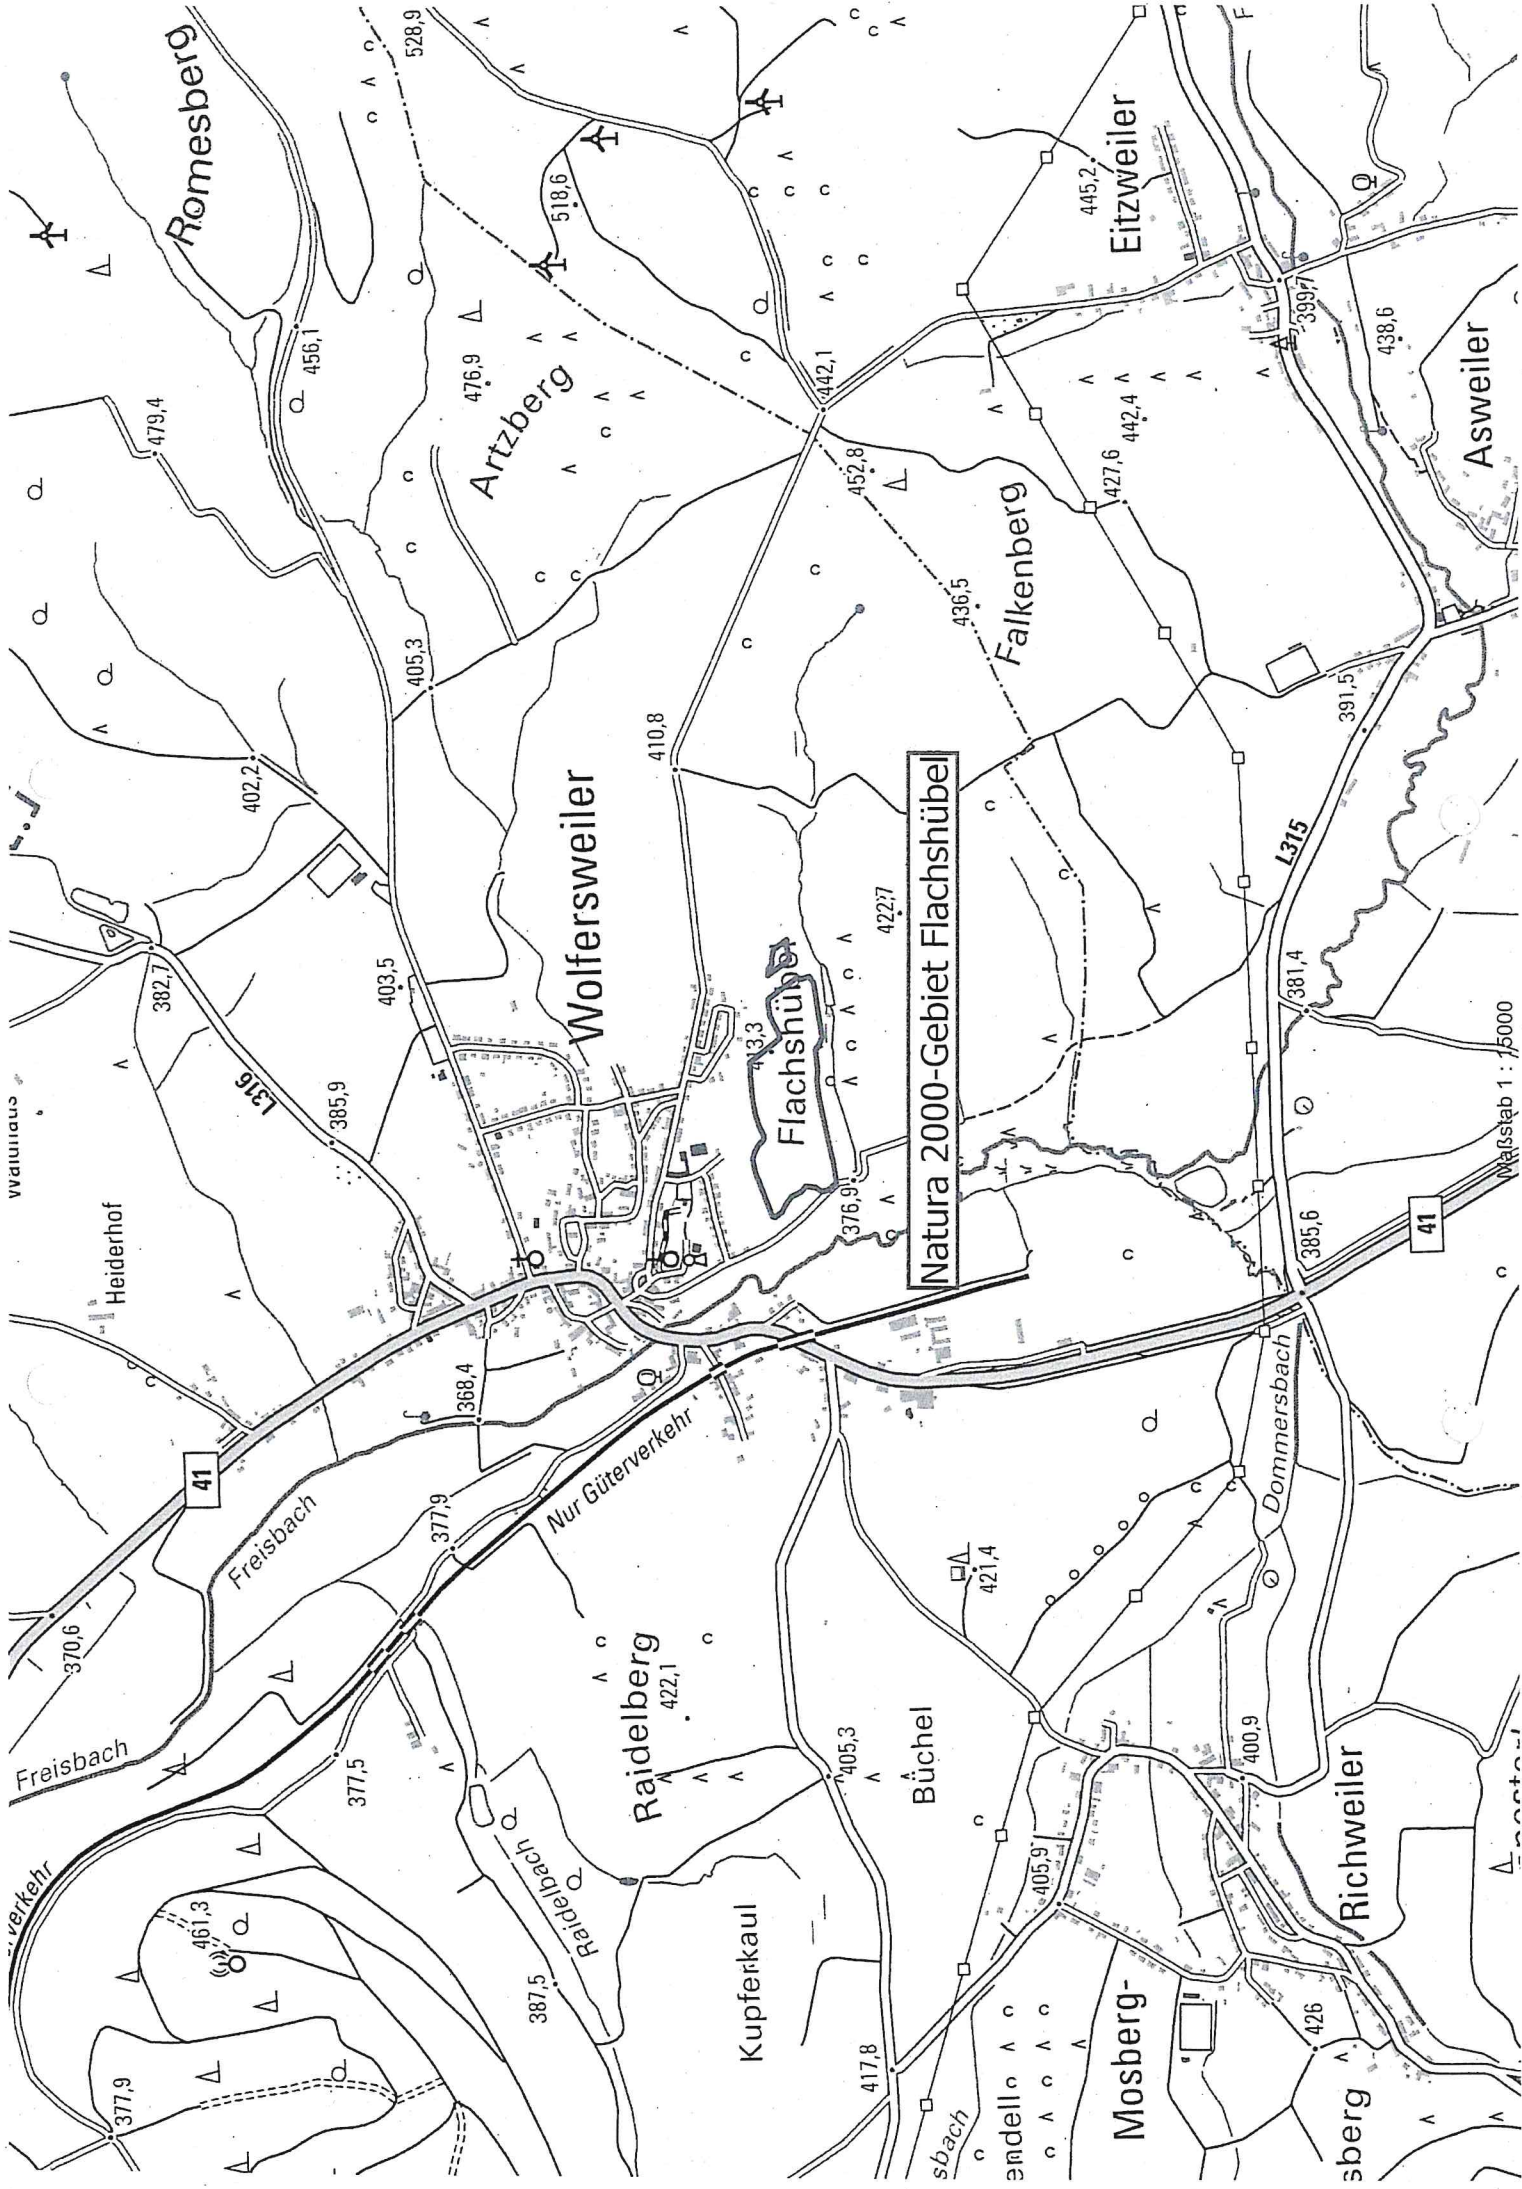 377,9
Freisbach
370,6
Heiderhof
382,7
Romesberg
479,4
461,3
41
L316
402,2
Freisbach
456,1
385,9
377,5
403,5
405,3
528,9
368,4
377,9
Artzberg
476,9
387,5
Raidelbach
Nur Güterverkehr
518,6
Wolfersweiler
Raidelberg
422,1
410,8
Kupferkaul
Flachshübel
442,1
405,3
376,9
452,8
417,8
422,7
Büchel
Natura 2000-Gebiet Flachshübel
436,5
421,4
Falkenberg
405,9
445,2
427,6
Eitzweiler
442,4
Mosberg-
400,9
Dommersbach
L315
399,7
381,4
385,6
426
391,5
Richweiler
438,6
sberg
41
Asweiler
Maßstab 1 : 15000